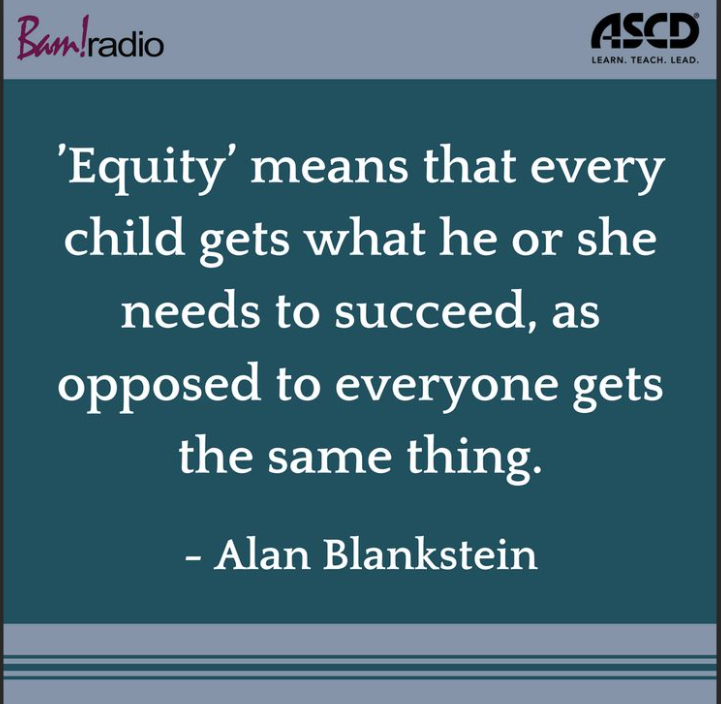 Bam!radio
ASCD®
LEARN. TEACH. LEAD.
’Equity’ means that every
child gets what he or she
needs to succeed, as
opposed to everyone gets
the same thing.
- Alan Blankstein